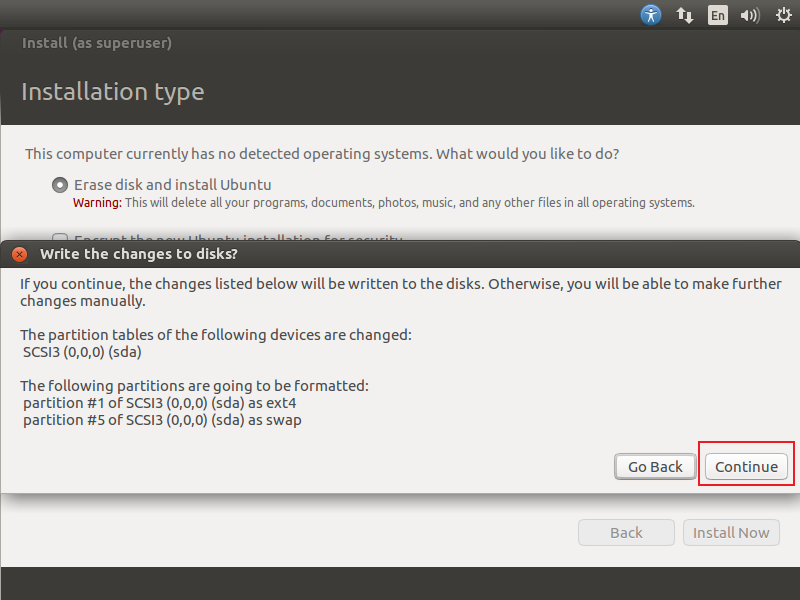 En
Install (as superuser)
Installation type
This computer currently has no detected operating systems. What would you like to do?
Erase disk and install Ubuntu
Warning: This will delete all your programs, documents, photos, music, and any other files in all operating systems.
Encrypt the new Ubuntu installation for security
Write the changes to disks?
If you continue, the changes listed below will be written to the disks. Otherwise, you will be able to make further
changes manually.
The partition tables of the following devices are changed:
SCSI3 (0,0,0) (sda)
The following partitions are going to be formatted:
partition #1 of SCSI3 (0,0,0) (sda) as ext4
partition #5 of SCSI3 (0,0,0) (sda) as swap
Go Back
Continue
Back
Install Now